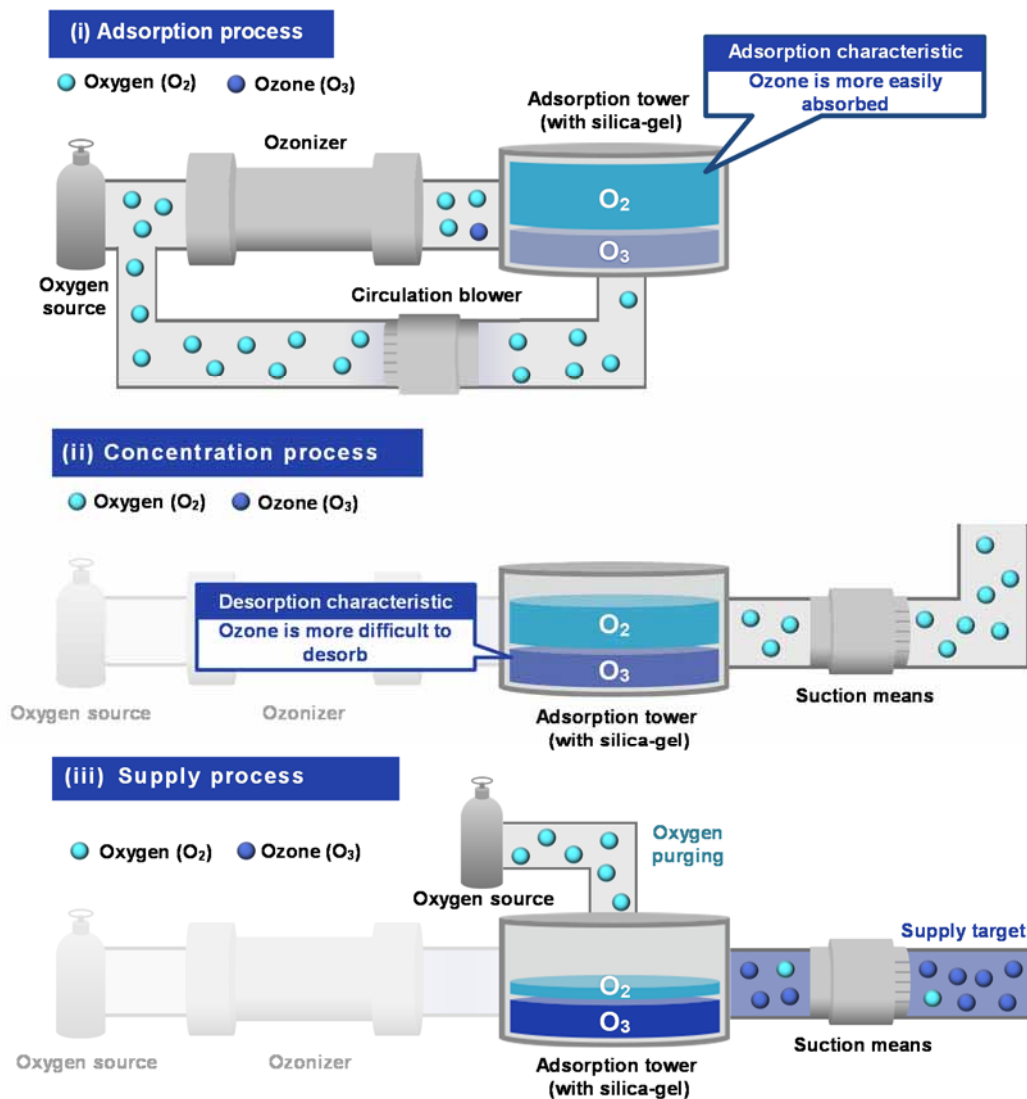 (i) Adsorption process
Oxygen (O₂) Ozone (O₃)
Adsorption characteristic
Ozone is more easily
absorbed
Adsorption tower
(with silica-gel)
Ozonizer
O₂
O₃
Oxygen
source
Circulation blower
(ii) Concentration process
Oxygen (O₂) Ozone (O₃)
Desorption characteristic
Ozone is more difficult to
desorb
O₂
O₃
Oxygen source
Ozonizer
Adsorption tower
(with silica-gel)
Suction means
(iii) Supply process
Oxygen (O₂) Ozone (O₃)
Oxygen
purging
Oxygen source
Supply target
O₂
O₃
Oxygen source
Ozonizer
Adsorption tower
(with silica-gel)
Suction means